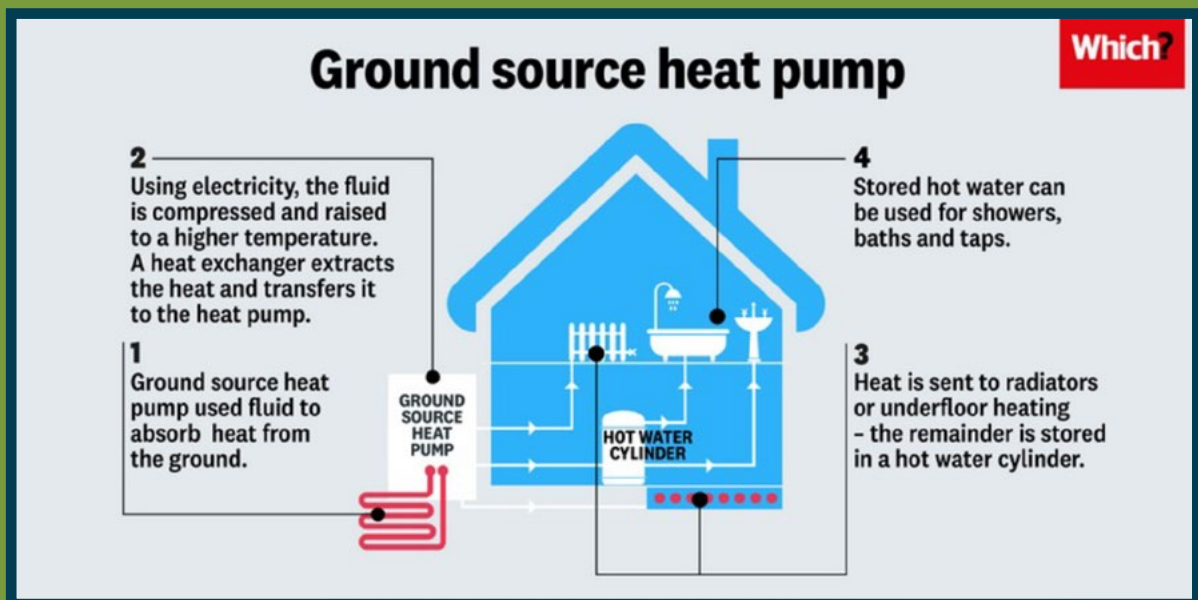 Ground source heat pump
Which?
2
Using electricity, the fluid
is compressed and raised
to a higher temperature.
A heat exchanger extracts
the heat and transfers it
to the heat pump.
1
Ground source heat
pump used fluid to
absorb heat from
the ground.
GROUND
SOURCE
HEAT
PUMP
HOT WATER
CYLINDER
4
Stored hot water can
be used for showers,
baths and taps.
3
Heat is sent to radiators
or underfloor heating
– the remainder is stored
in a hot water cylinder.